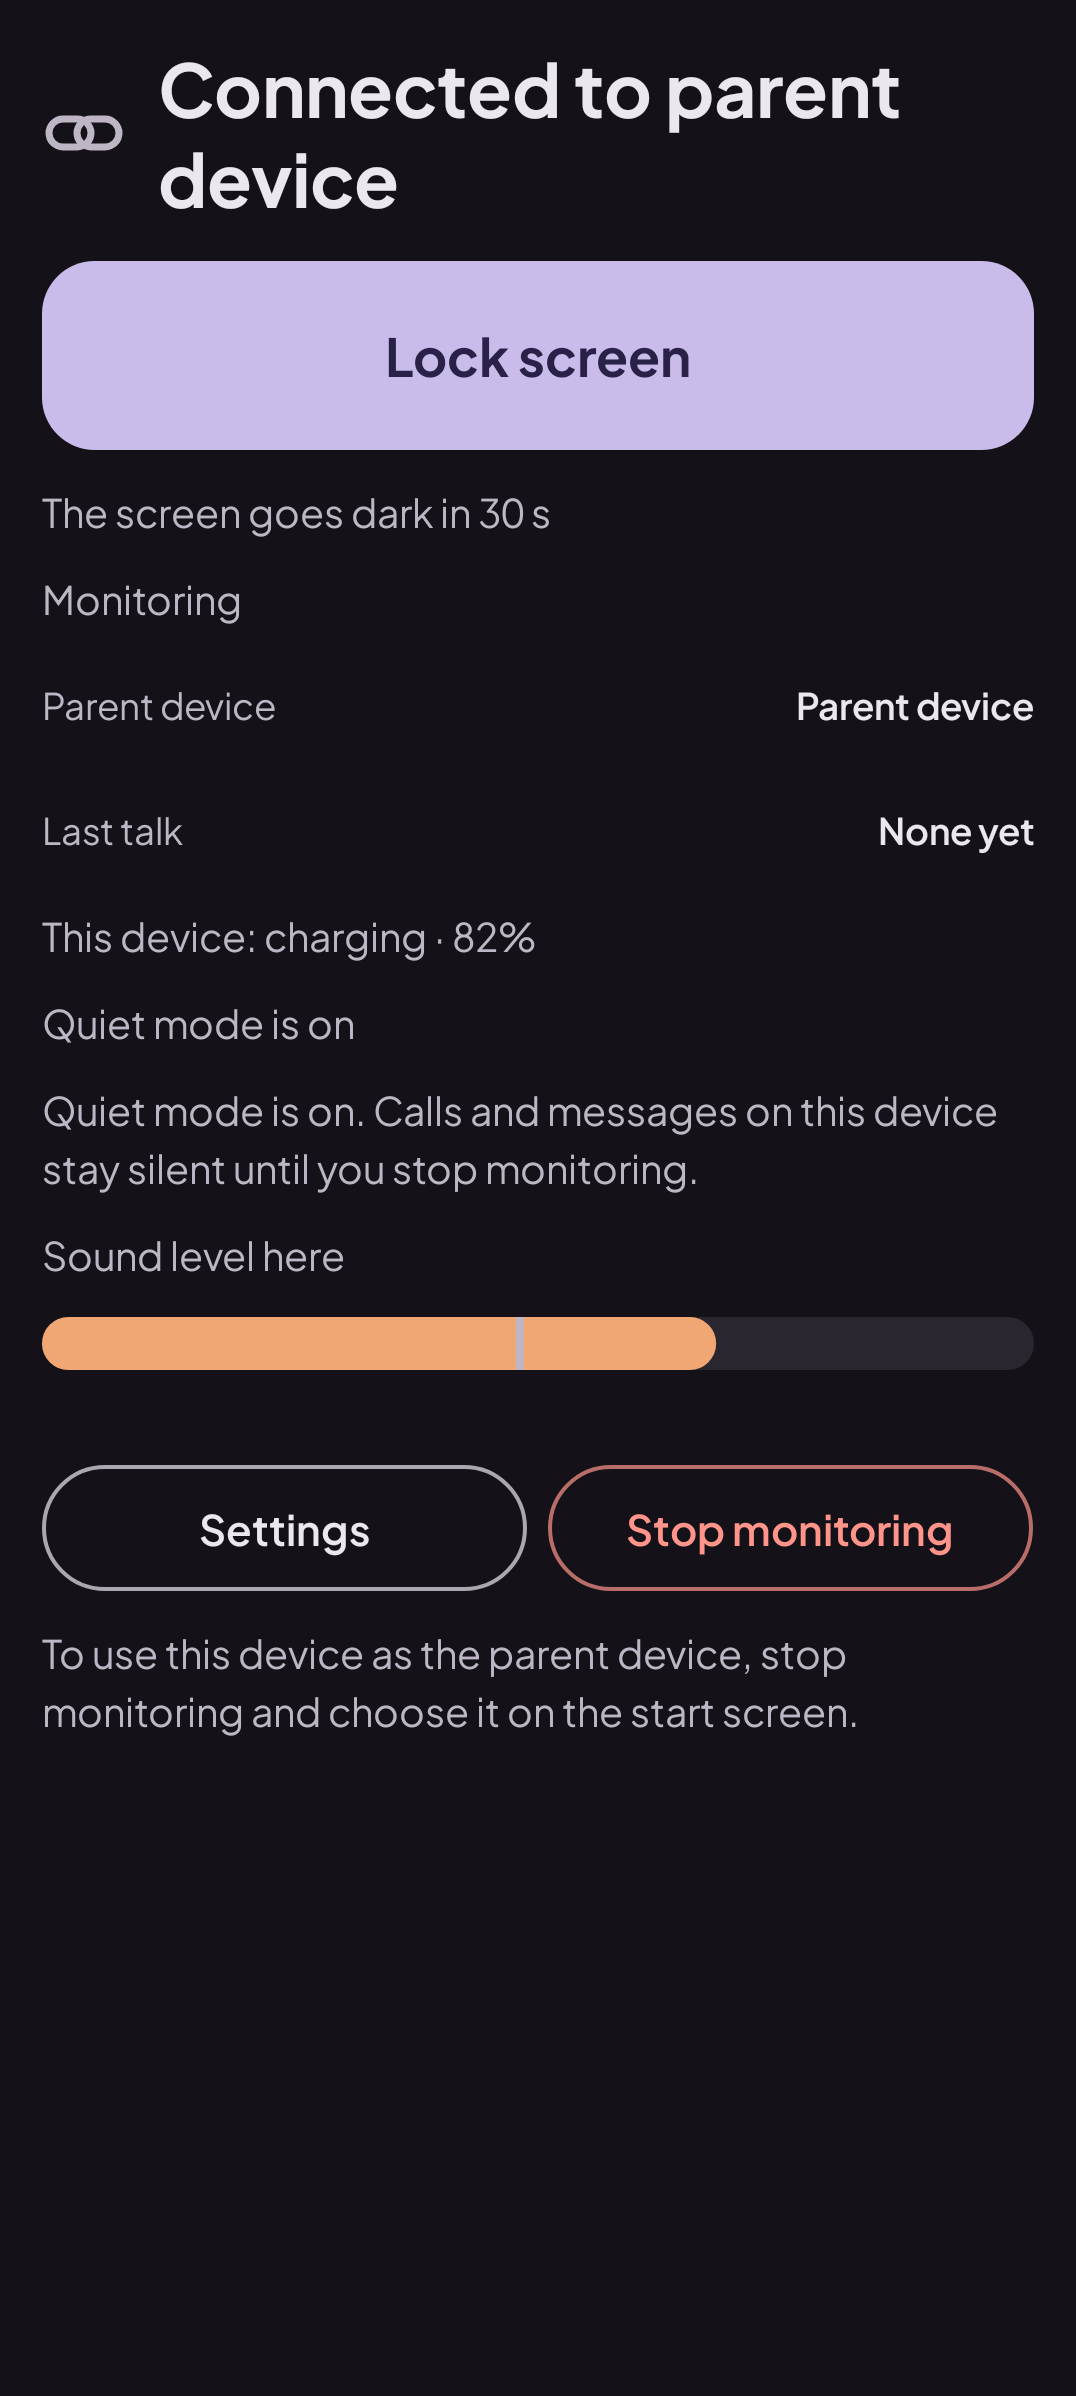 Connected to parent
device
Lock screen
The screen goes dark in 30 s
Monitoring
Parent device Parent device
Last talk None yet
This device: charging · 82%
Quiet mode is on
Quiet mode is on. Calls and messages on this device
stay silent until you stop monitoring.
Sound level here
Settings Stop monitoring
To use this device as the parent device, stop
monitoring and choose it on the start screen.